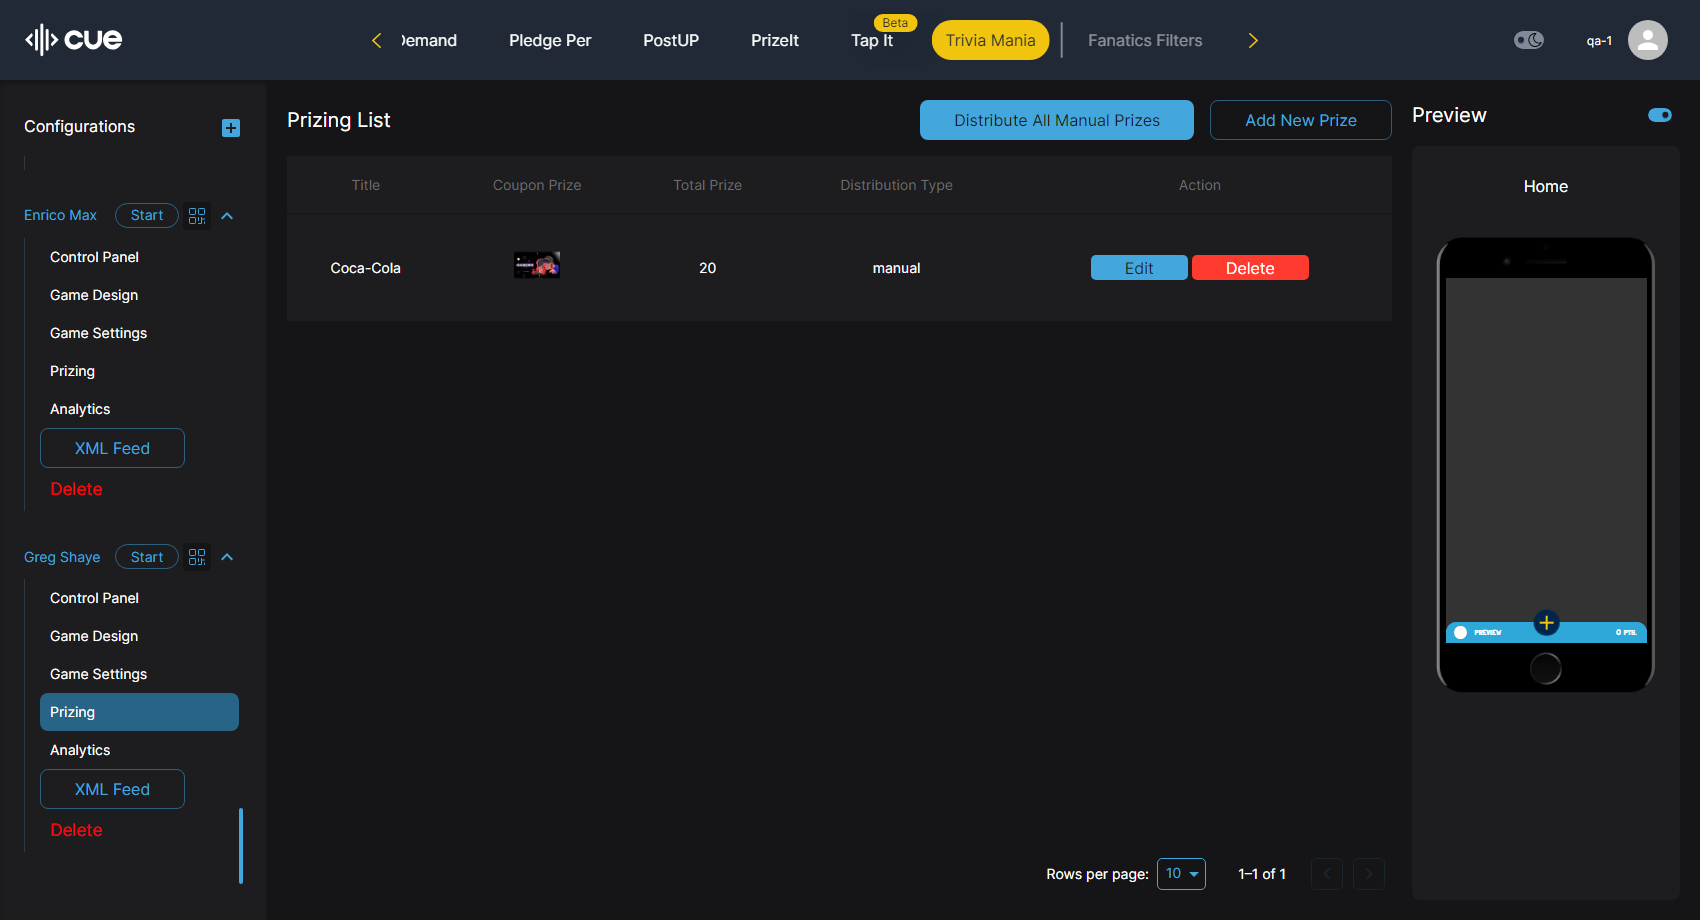 cue
Demand
Pledge Per
PostUP
PrizeIt
Tap It
Beta
Trivia Mania
Fanatics Filters
qa-1
Configurations
Enrico Max
Start
Control Panel
Game Design
Game Settings
Prizing
Analytics
XML Feed
Delete
Greg Shaye
Start
Control Panel
Game Design
Game Settings
Prizing
Analytics
XML Feed
Delete
Prizing List
Distribute All Manual Prizes
Add New Prize
Title
Coupon Prize
Total Prize
Distribution Type
Action
Coca-Cola
20
manual
Edit
Delete
Rows per page:
10
1–1 of 1
Preview
Home
PREVIEW
0 PTS.